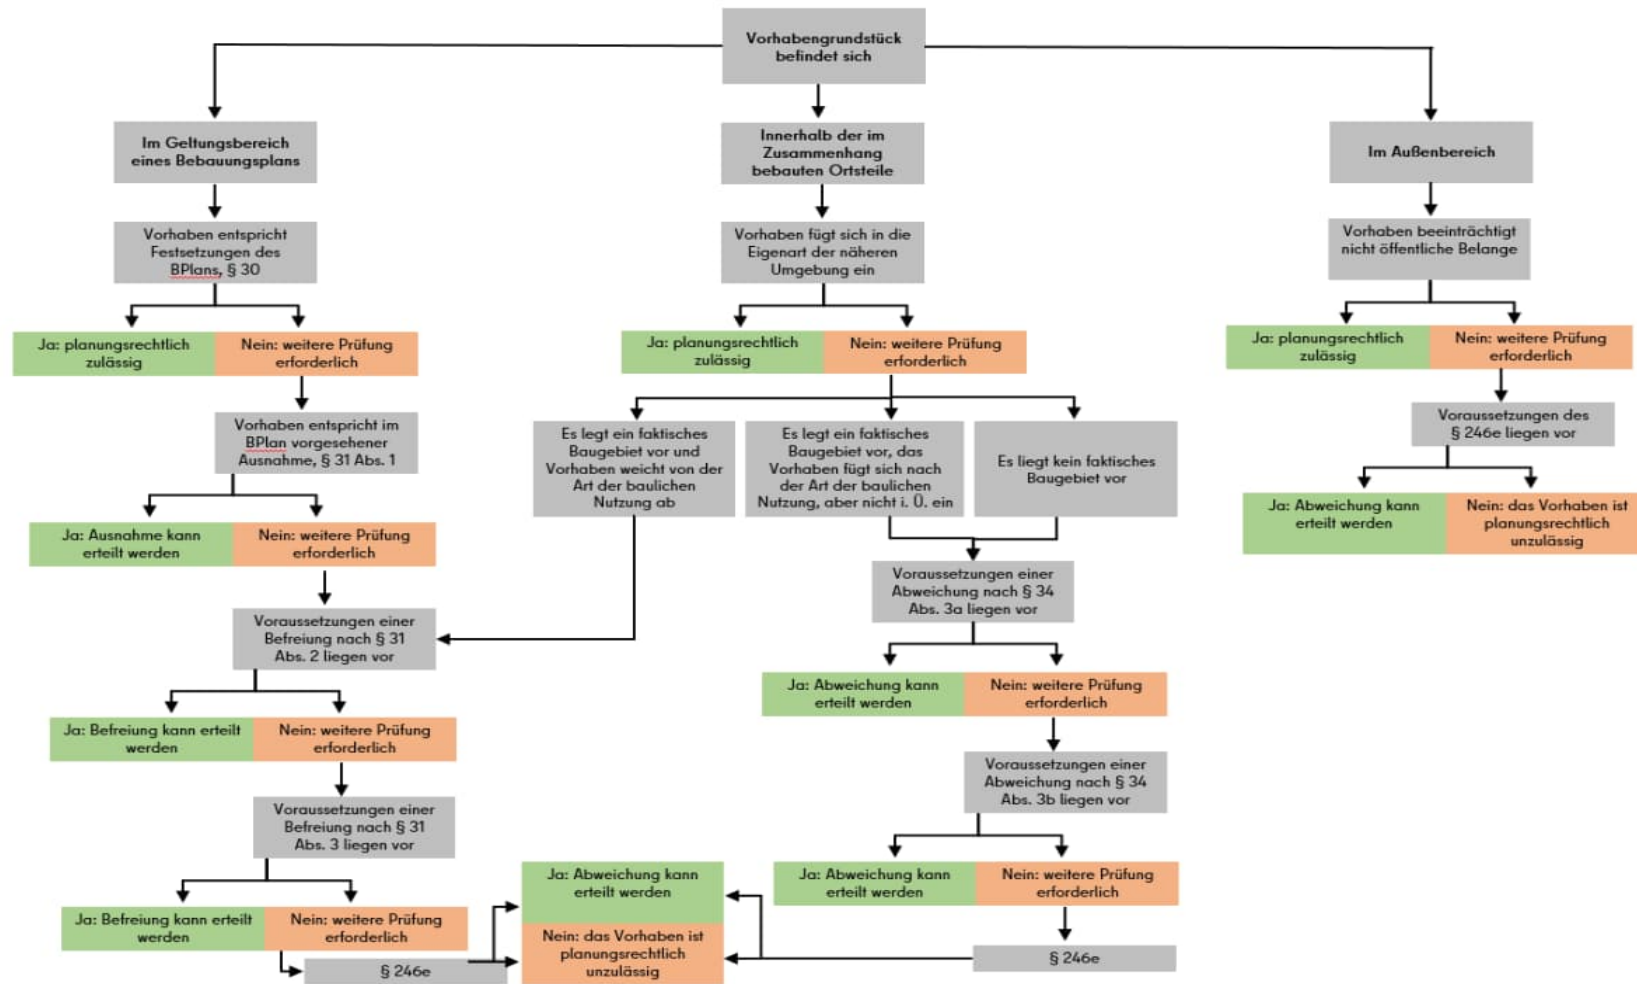 Vorhabengrundstück
befindet sich
Im Geltungsbereich
eines Bebauungsplans
Vorhaben entspricht
Festsetzungen des
BPlans, § 30
Ja: planungsrechtlich
zulässig
Nein: weitere Prüfung
erforderlich
Vorhaben entspricht im
BPlan vorgesehener
Ausnahme, § 31 Abs. 1
Ja: Ausnahme kann
erteilt werden
Nein: weitere Prüfung
erforderlich
Voraussetzungen einer
Befreiung nach § 31
Abs. 2 liegen vor
Ja: Befreiung kann erteilt
werden
Nein: weitere Prüfung
erforderlich
Voraussetzungen einer
Befreiung nach § 31
Abs. 3 liegen vor
Ja: Befreiung kann erteilt
werden
Nein: weitere Prüfung
erforderlich
§ 246e
Innerhalb der im
Zusammenhang
bebauten Ortsteile
Vorhaben fügt sich in die
Eigenart der näheren
Umgebung ein
Ja: planungsrechtlich
zulässig
Nein: weitere Prüfung
erforderlich
Es legt ein faktisches
Baugebiet vor und
Vorhaben weicht von der
Art der baulichen
Nutzung ab
Es legt ein faktisches
Baugebiet vor, das
Vorhaben fügt sich nach
der Art der baulichen
Nutzung, aber nicht i. Ü. ein
Es liegt kein faktisches
Baugebiet vor
Voraussetzungen einer
Abweichung nach § 34
Abs. 3a liegen vor
Ja: Abweichung kann
erteilt werden
Nein: weitere Prüfung
erforderlich
Voraussetzungen einer
Abweichung nach § 34
Abs. 3b liegen vor
Ja: Abweichung kann
erteilt werden
Nein: weitere Prüfung
erforderlich
§ 246e
Ja: Abweichung kann
erteilt werden
Nein: das Vorhaben ist
planungsrechtlich
unzulässig
Im Außenbereich
Vorhaben beeinträchtigt
nicht öffentliche Belange
Ja: planungsrechtlich
zulässig
Nein: weitere Prüfung
erforderlich
Voraussetzungen des
§ 246e liegen vor
Ja: Abweichung kann
erteilt werden
Nein: das Vorhaben ist
planungsrechtlich
unzulässig